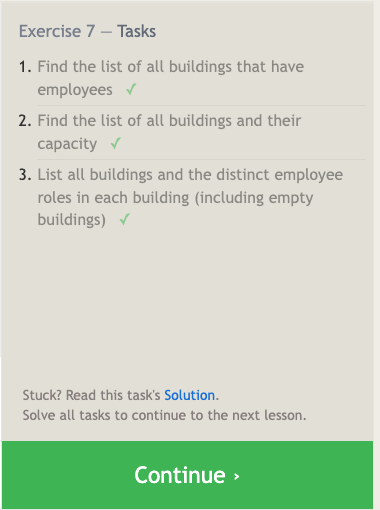 Exercise 7 — Tasks
1. Find the list of all buildings that have
employees ✓
2. Find the list of all buildings and their
capacity ✓
3. List all buildings and the distinct employee
roles in each building (including empty
buildings) ✓
Stuck? Read this task's Solution.
Solve all tasks to continue to the next lesson.
Continue ›